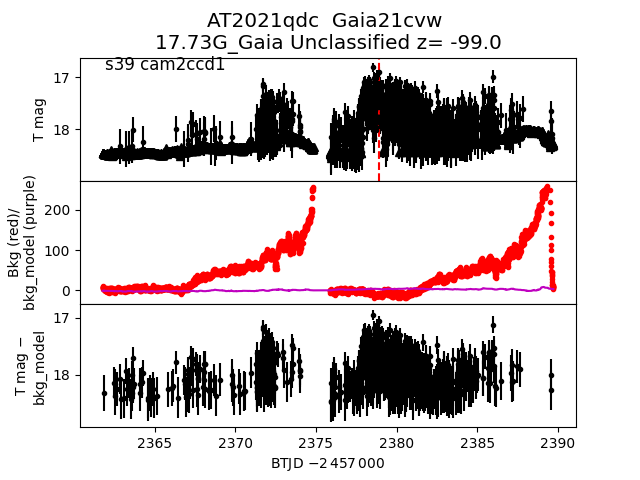 AT2021qdc  Gaia21cvw
17.73G_Gaia Unclassified z= -99.0
s39 cam2ccd1
17
18
T mag
200
100
0
Bkg (red)/
bkg_model (purple)
17
18
T mag −
bkg_model
2365
2370
2375
2380
2385
2390
BTJD −2 457 000